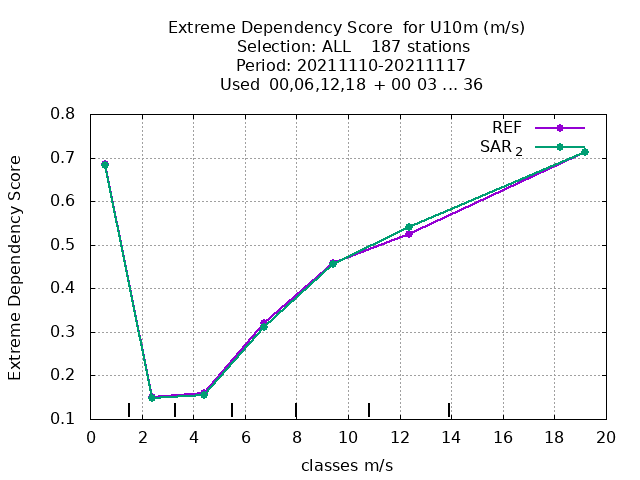 Extreme Dependency Score  for U10m (m/s)
Selection: ALL    187 stations
Period: 20211110-20211117
Used  00,06,12,18  + 00 03 ... 36
REF
SAR 2
Extreme Dependency Score
0.8
0.7
0.6
0.5
0.4
0.3
0.2
0.1
0 2 4 6 8 10 12 14 16 18 20
classes m/s